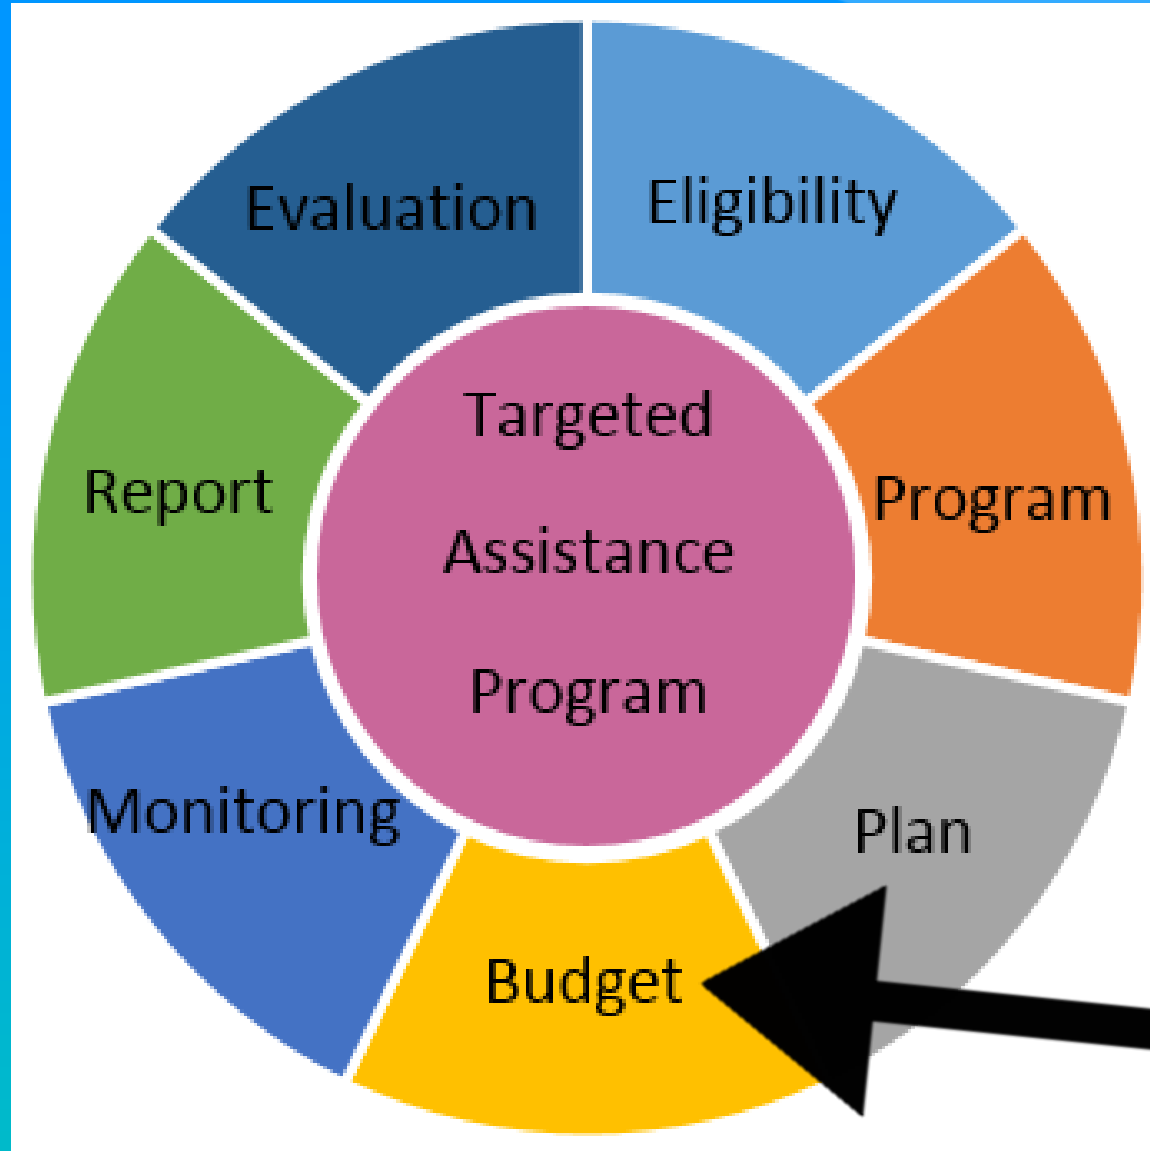 Evaluation
Eligibility
Targeted
Assistance
Program
Report
Program
Monitoring
Plan
Budget